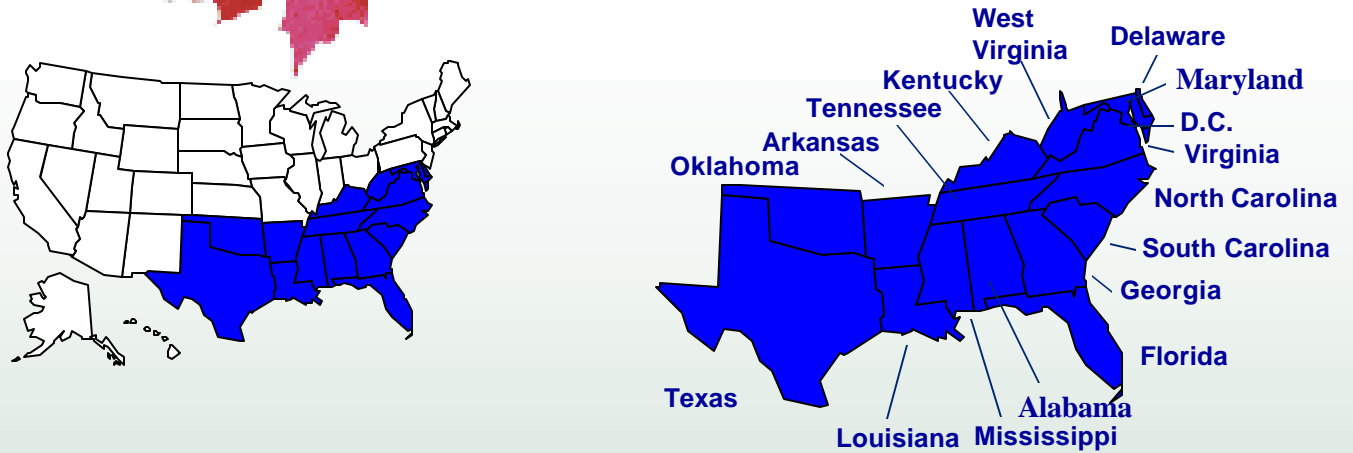 West
Virginia
Delaware
Kentucky
Maryland
Tennessee
D.C.
Arkansas
Virginia
Oklahoma
North Carolina
South Carolina
Georgia
Florida
Texas
Alabama
Louisiana
Mississippi